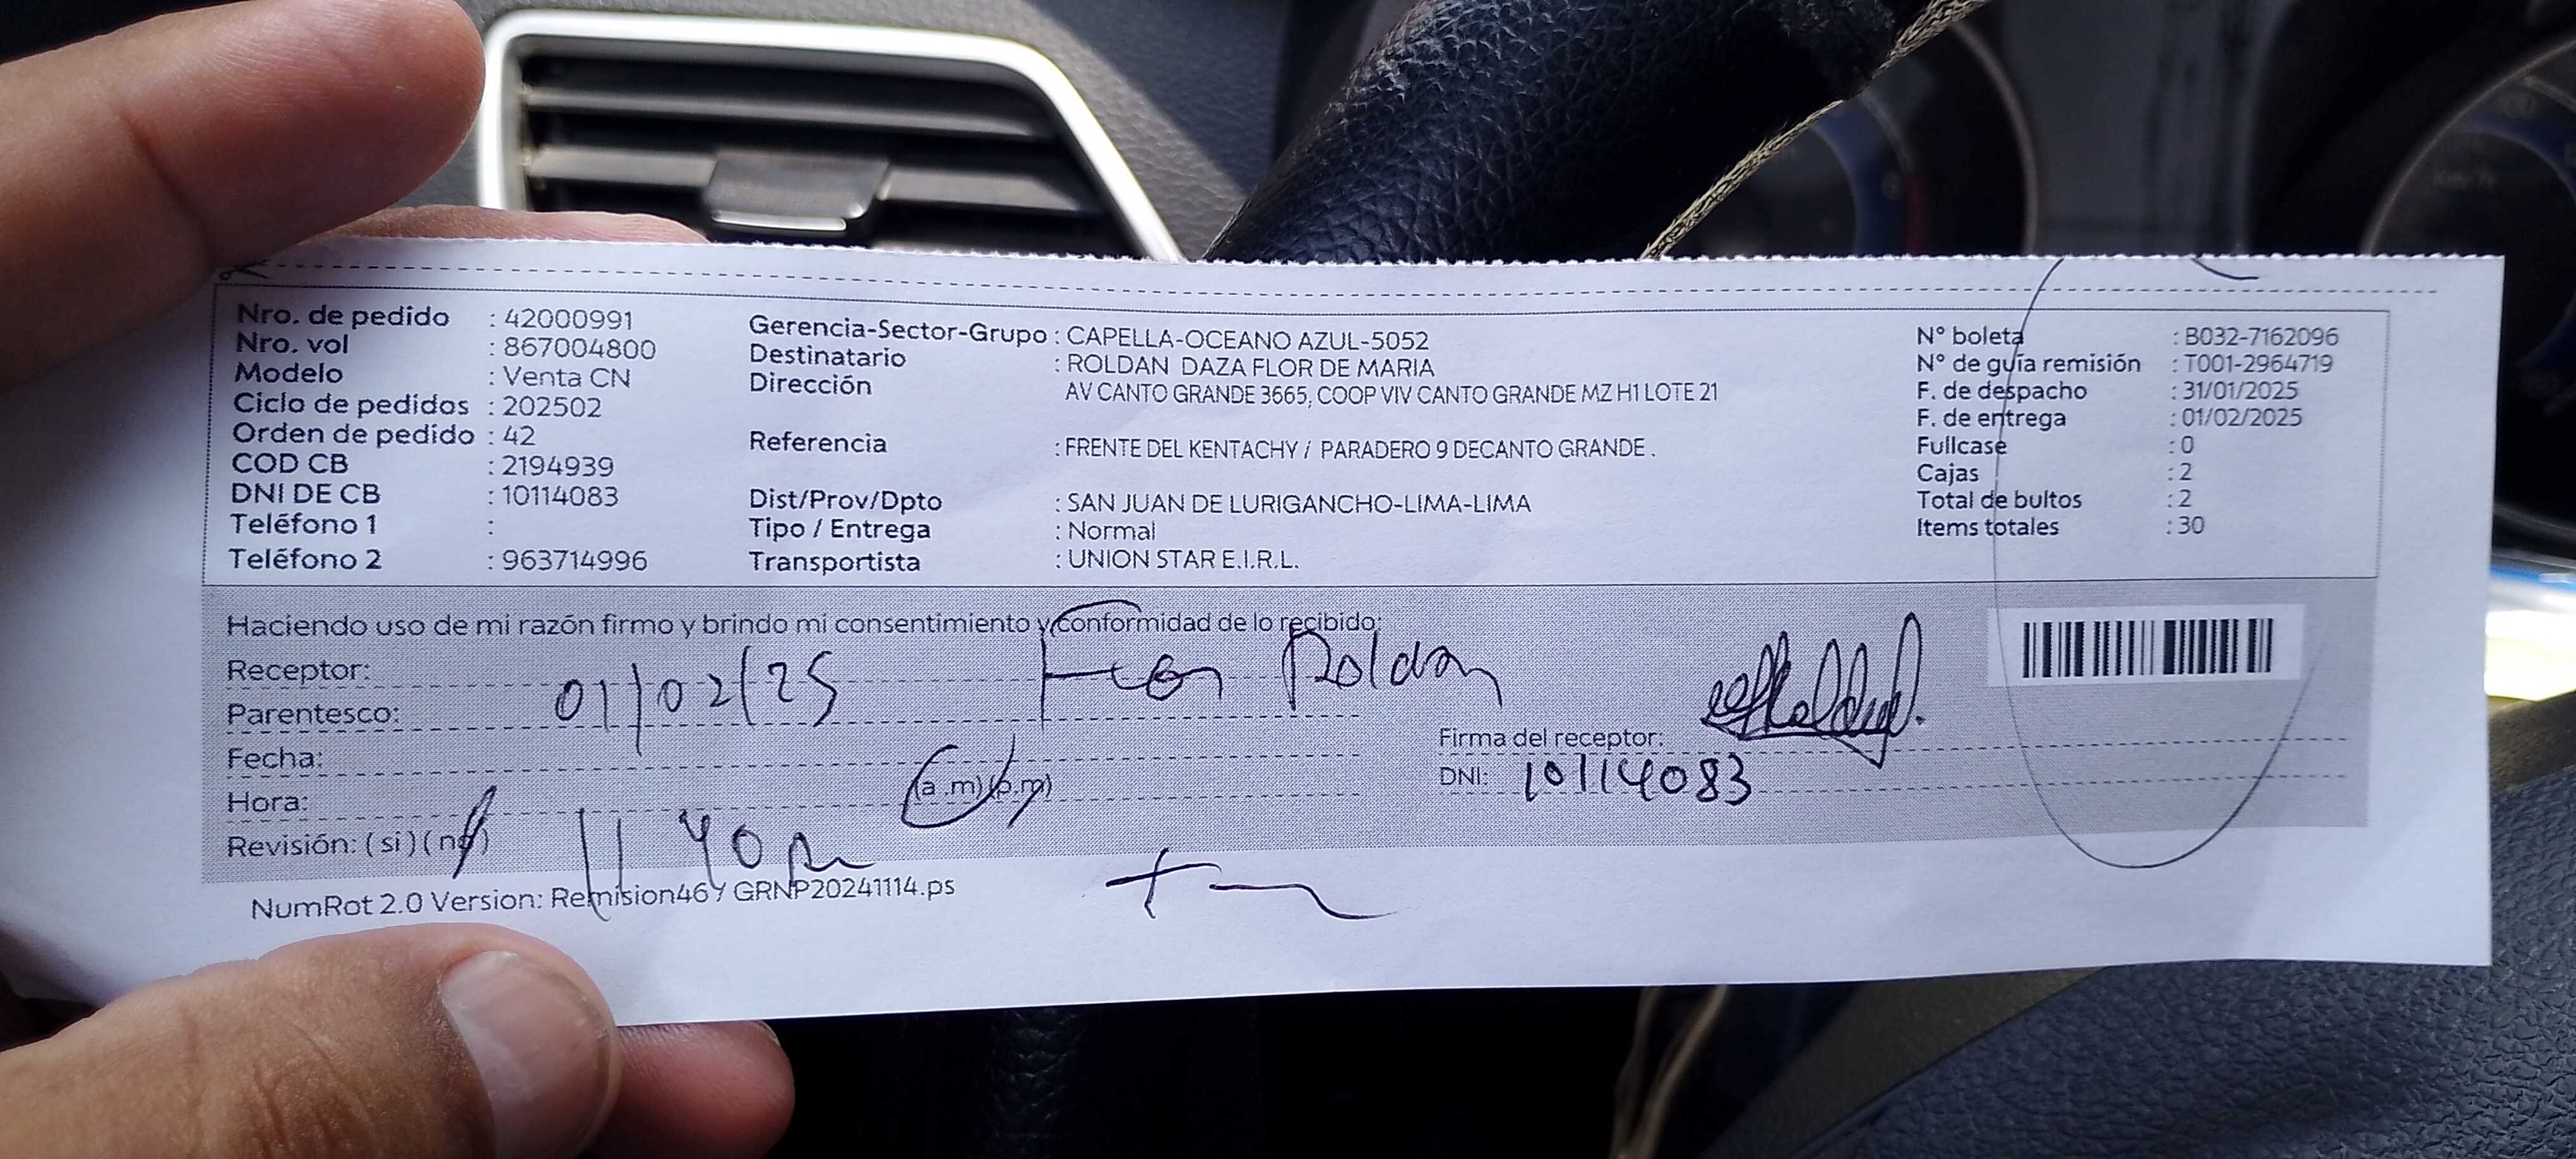 Nro. de pedido : 42000991
Nro. vol : 867004800
Modelo : Venta CN
Ciclo de pedidos : 202502
Orden de pedido : 42
COD CB : 2194939
DNI DE CB : 10114083
Teléfono 1 :
Teléfono 2 : 963714996
Gerencia-Sector-Grupo : CAPELLA-OCEANO AZUL-5052
Destinatario : ROLDAN DAZA FLOR DE MARIA
Dirección AV CANTO GRANDE 3665, COOP VIV CANTO GRANDE MZ H1 LOTE 21
Referencia : FRENTE DEL KENTACHY / PARADERO 9 DECANTO GRANDE .
Dist/Prov/Dpto : SAN JUAN DE LURIGANCHO-LIMA-LIMA
Tipo / Entrega : Normal
Transportista : UNION STAR E.I.R.L.
N° boleta : B032-7162096
N° de guía remisión : T001-2964719
F. de despacho : 31/01/2025
F. de entrega : 01/02/2025
Fullcase : 0
Cajas : 2
Total de bultos : 2
Items totales : 30
Haciendo uso de mi razón firmo y brindo mi consentimiento y conformidad de lo recibido:
Receptor: Roldan
Parentesco: 01/02/25
Fecha:
Hora: (a.m)(p.m)
Revisión: (si) (no) 11 40
Firma del receptor:
DNI: 10114083
NumRot 2.0 Version: Remision467 GRNP20241114.ps